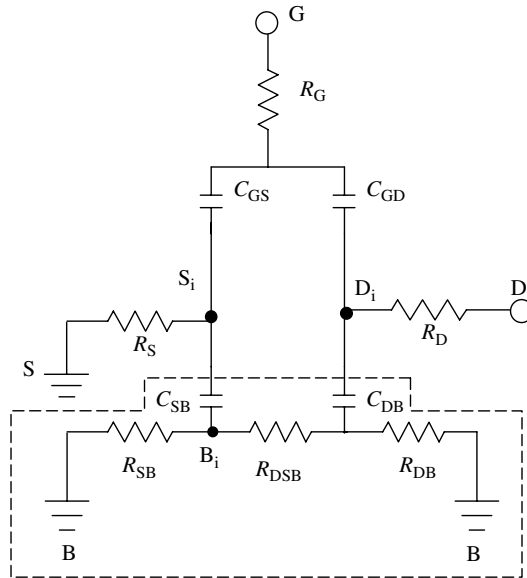 G
R_G
C_GS
C_GD
S_i
D_i
D
R_S
R_D
S
C_SB
C_DB
R_SB
B_i
R_DSB
R_DB
B
B